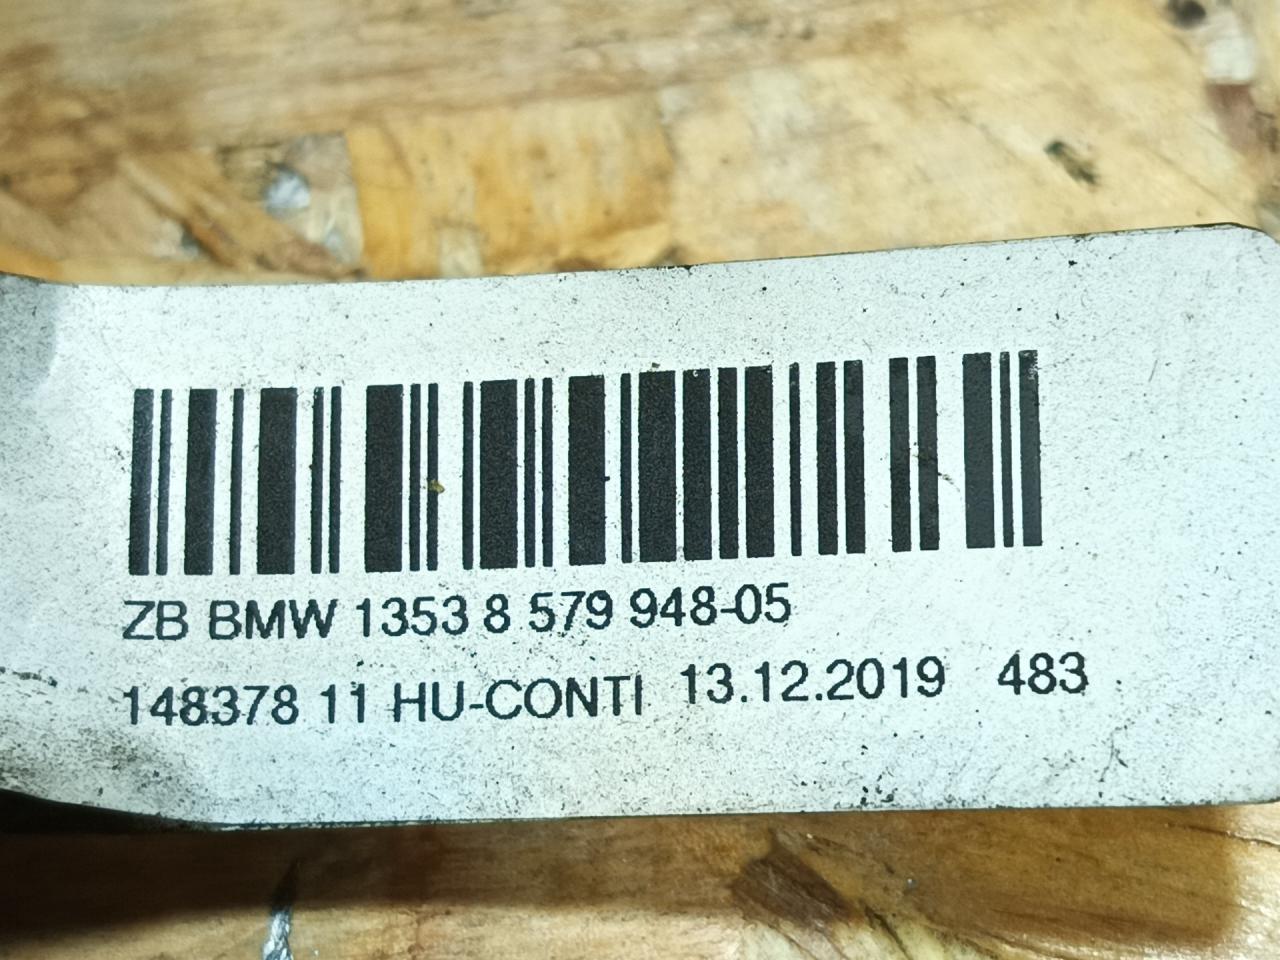 ZB BMW 1353 8 579 948-05
148378 11 HU-CONTI 13.12.2019 483